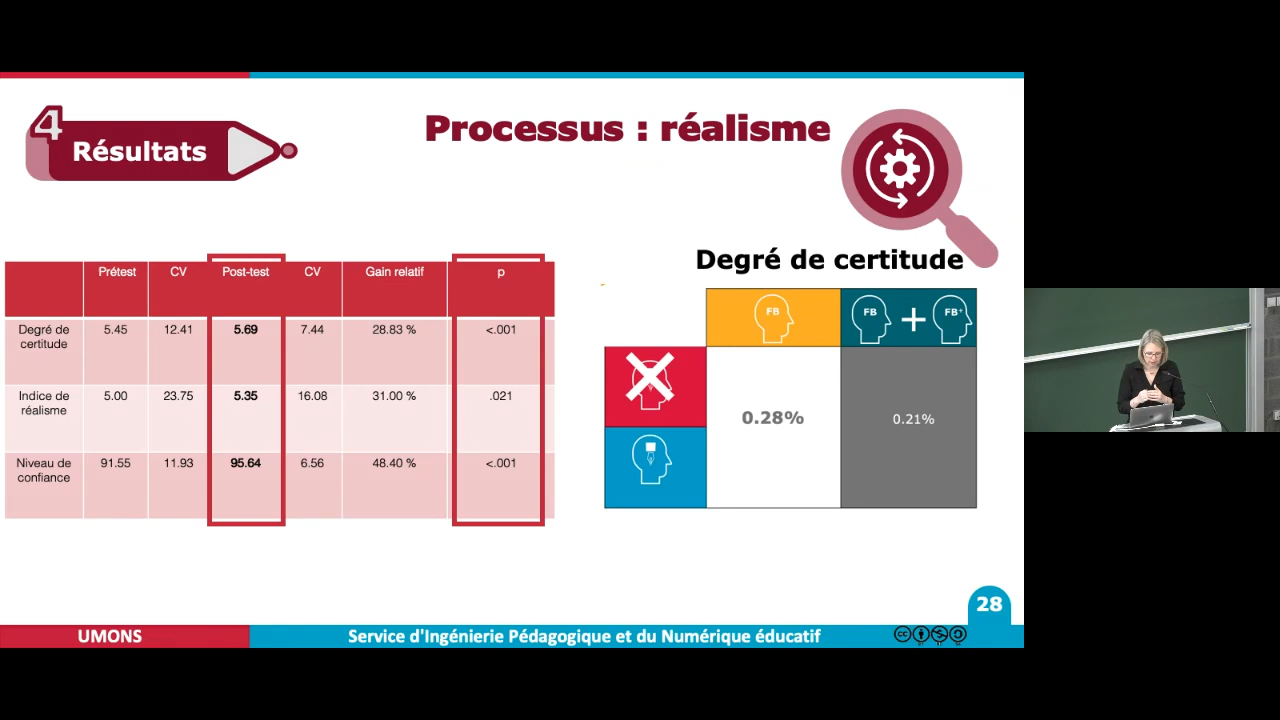 4
Résultats
Processus : réalisme
Prétest CV Post-test CV Gain relatif p
Degré de certitude 5.45 12.41 5.69 7.44 28.83 % <.001
Indice de réalisme 5.00 23.75 5.35 16.08 31.00 % .021
Niveau de confiance 91.55 11.93 95.64 6.56 48.40 % <.001
Degré de certitude
FB FB + FB+
0.28% 0.21%
28
UMONS
Service d'Ingénierie Pédagogique et du Numérique éducatif
cc